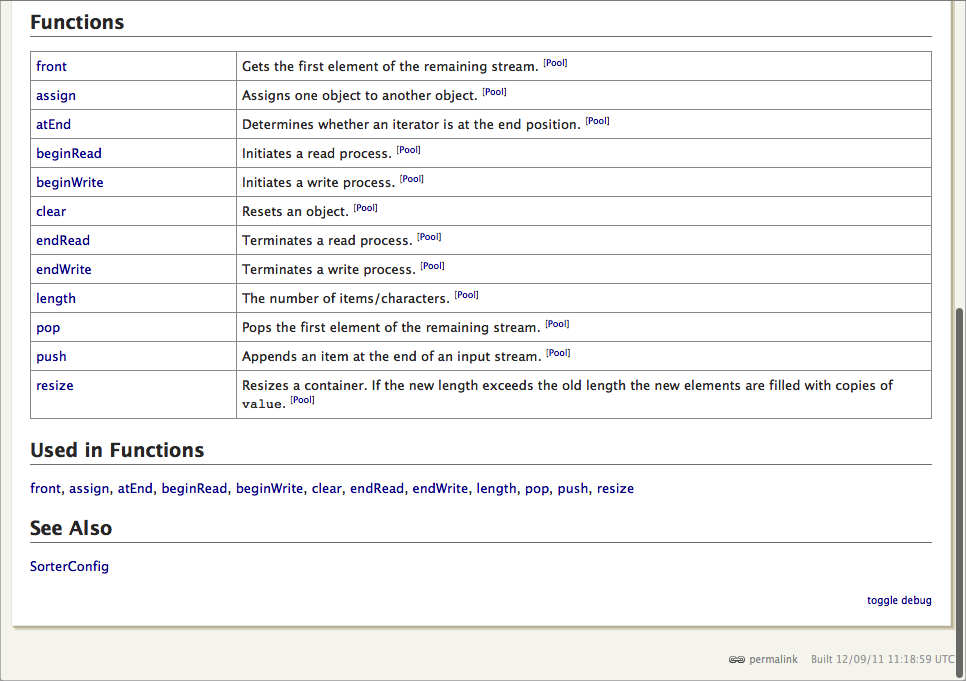 Functions
front Gets the first element of the remaining stream. [Pool]
assign Assigns one object to another object. [Pool]
atEnd Determines whether an iterator is at the end position. [Pool]
beginRead Initiates a read process. [Pool]
beginWrite Initiates a write process. [Pool]
clear Resets an object. [Pool]
endRead Terminates a read process. [Pool]
endWrite Terminates a write process. [Pool]
length The number of items/characters. [Pool]
pop Pops the first element of the remaining stream. [Pool]
push Appends an item at the end of an input stream. [Pool]
resize Resizes a container. If the new length exceeds the old length the new elements are filled with copies of
value. [Pool]
Used in Functions
front, assign, atEnd, beginRead, beginWrite, clear, endRead, endWrite, length, pop, push, resize
See Also
SorterConfig
toggle debug
permalink Built 12/09/11 11:18:59 UTC